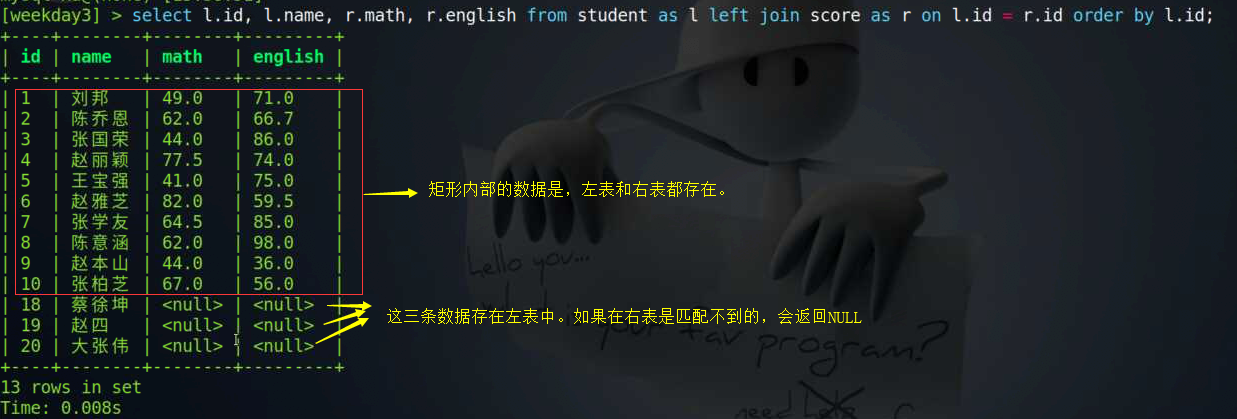 [weekday3] > select l.id, l.name, r.math, r.english from student as l left join score as r on l.id = r.id order by l.id;
+----+--------+--------+---------+
| id | name   | math   | english |
+----+--------+--------+---------+
| 1  | 刘邦   | 49.0   | 71.0    |
| 2  | 陈乔恩 | 62.0   | 66.7    |
| 3  | 张国荣 | 44.0   | 86.0    |
| 4  | 赵丽颖 | 77.5   | 74.0    |
| 5  | 王宝强 | 41.0   | 75.0    |
| 6  | 赵雅芝 | 82.0   | 59.5    |
| 7  | 张学友 | 64.5   | 85.0    |
| 8  | 陈意涵 | 62.0   | 98.0    |
| 9  | 赵本山 | 44.0   | 36.0    |
| 10 | 张柏芝 | 67.0   | 56.0    |
| 18 | 蔡徐坤 | <null> | <null>  |
| 19 | 赵四   | <null> | <null>  |
| 20 | 大张伟 | <null> | <null>  |
+----+--------+--------+---------+
13 rows in set
Time: 0.008s
矩形内部的数据是，左表和右表都存在。
这三条数据存在左表中。如果在右表是匹配不到的，会返回NULL
Hello you...
your fav program?
need help